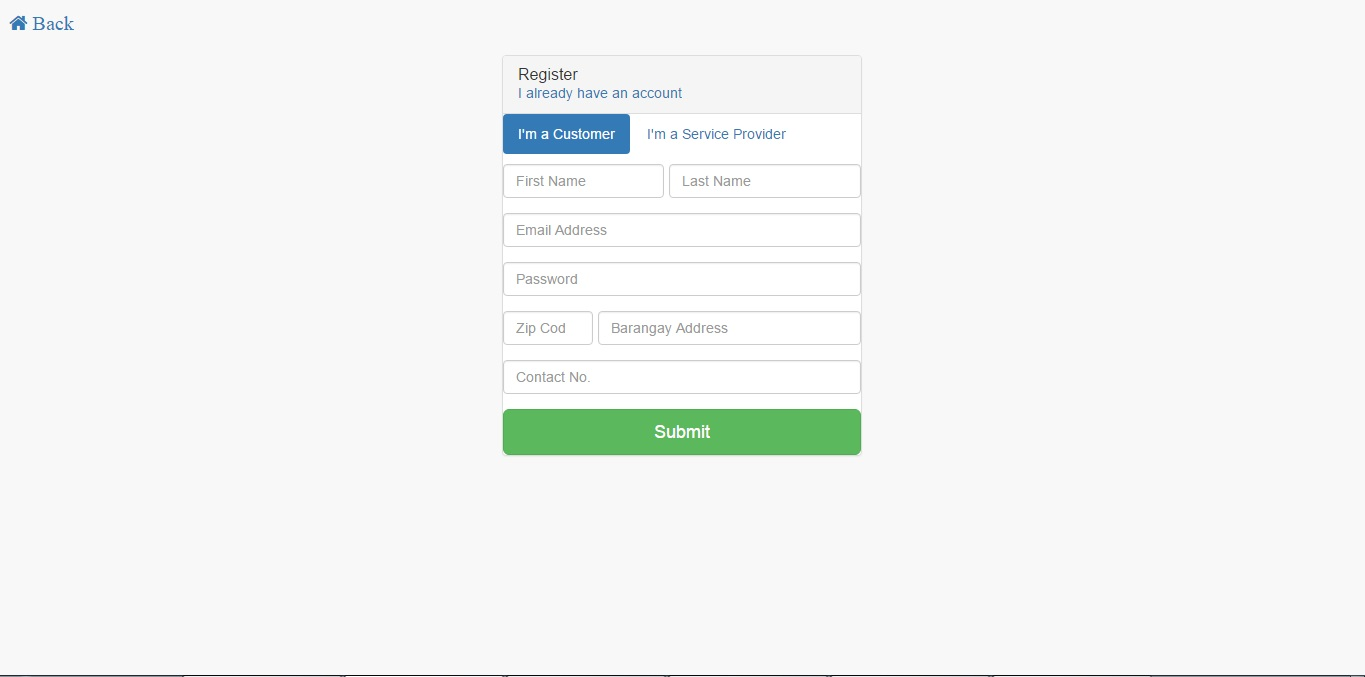 Back
Register
I already have an account
I'm a Customer I'm a Service Provider
First Name Last Name
Email Address
Password
Zip Cod Barangay Address
Contact No.
Submit